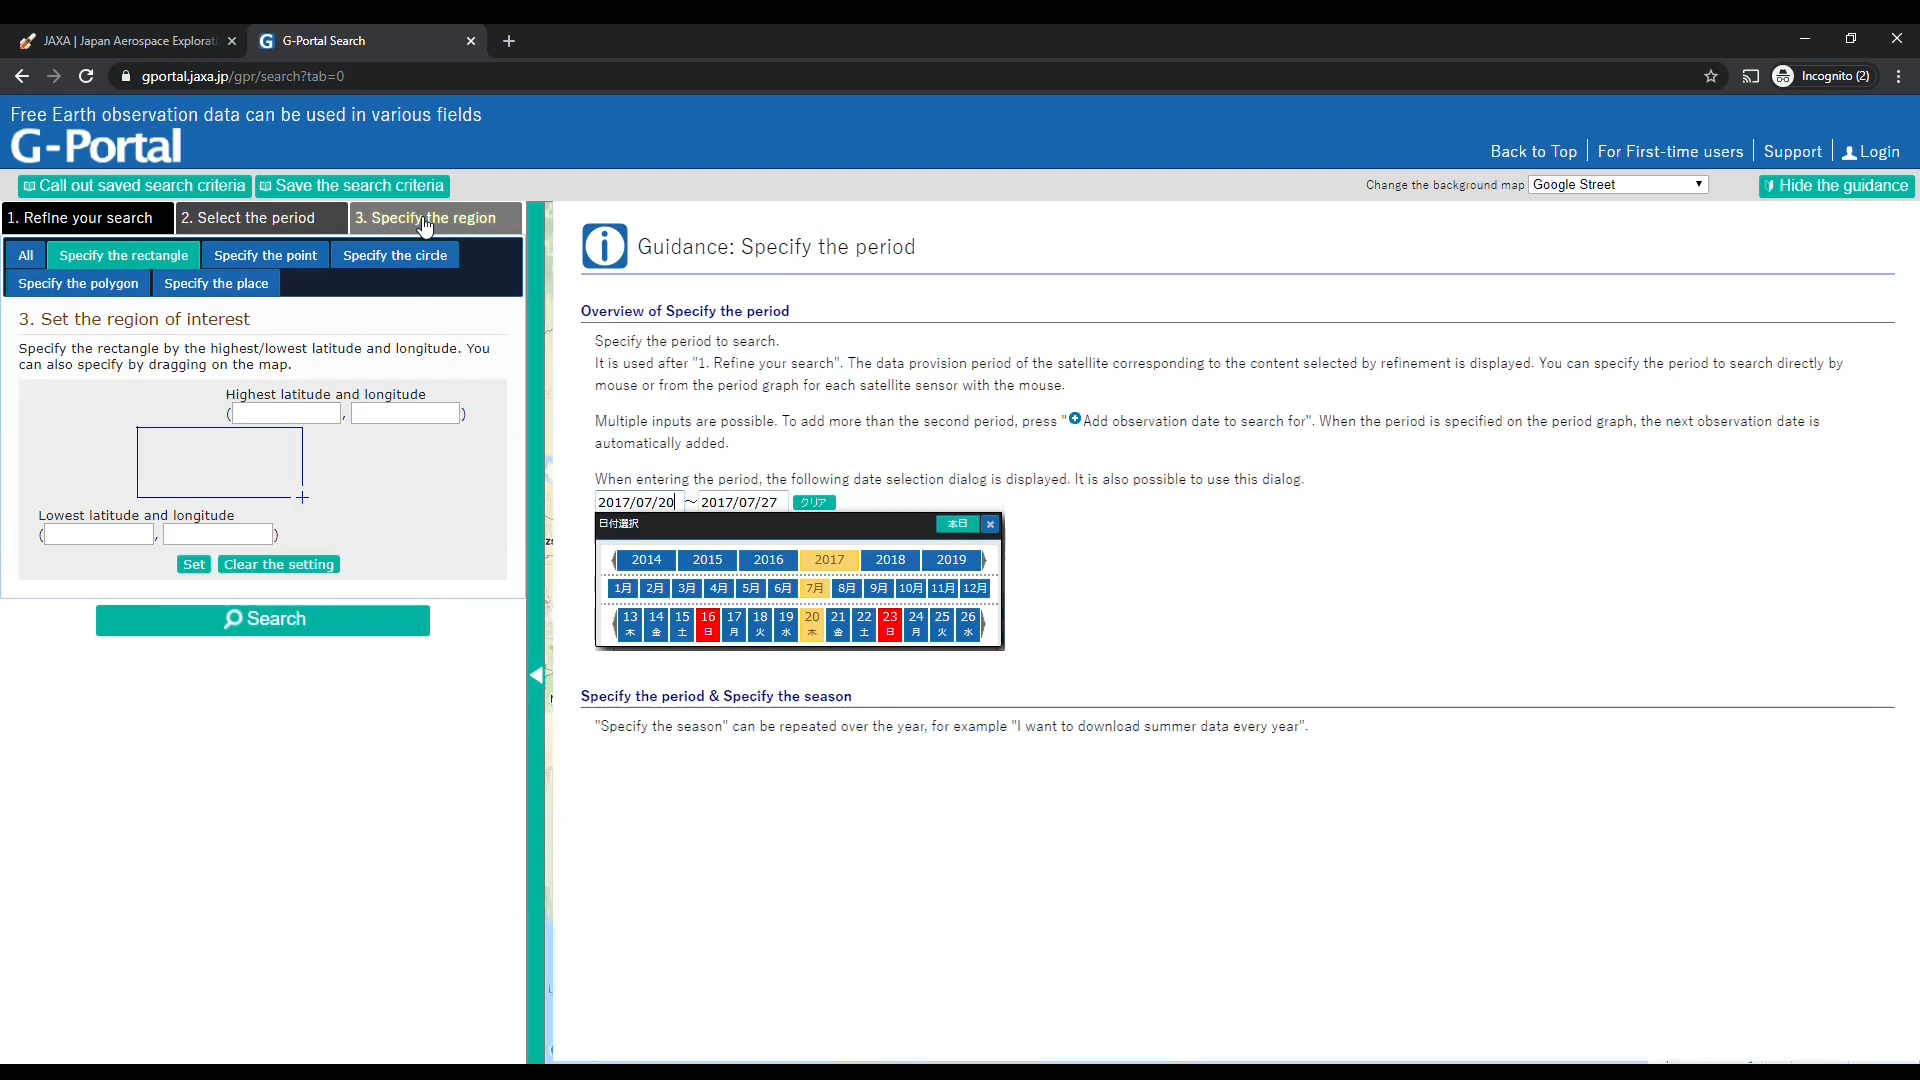 JAXA | Japan Aerospace Explorati
G-Portal Search
gportal.jaxa.jp/gpr/search?tab=0
Incognito (2)
Free Earth observation data can be used in various fields
G-Portal
Back to Top
For First-time users
Support
Login
Call out saved search criteria
Save the search criteria
Change the background map
Google Street
Hide the guidance
1. Refine your search
2. Select the period
3. Specify the region
All
Specify the rectangle
Specify the point
Specify the circle
Specify the polygon
Specify the place
3. Set the region of interest
Specify the rectangle by the highest/lowest latitude and longitude. You
can also specify by dragging on the map.
Highest latitude and longitude
( , )
Lowest latitude and longitude
( , )
Set
Clear the setting
Search
Guidance: Specify the period
Overview of Specify the period
Specify the period to search.
It is used after "1. Refine your search". The data provision period of the satellite corresponding to the content selected by refinement is displayed. You can specify the period to search directly by
mouse or from the period graph for each satellite sensor with the mouse.
Multiple inputs are possible. To add more than the second period, press "Add observation date to search for". When the period is specified on the period graph, the next observation date is
automatically added.
When entering the period, the following date selection dialog is displayed. It is also possible to use this dialog.
2017/07/20 ～ 2017/07/27 クリア
日付選択 本日
2014 2015 2016 2017 2018 2019
1月 2月 3月 4月 5月 6月 7月 8月 9月 10月 11月 12月
13 14 15 16 17 18 19 20 21 22 23 24 25 26
木 金 土 日 月 火 水 木 金 土 日 月 火 水
Specify the period & Specify the season
"Specify the season" can be repeated over the year, for example "I want to download summer data every year".